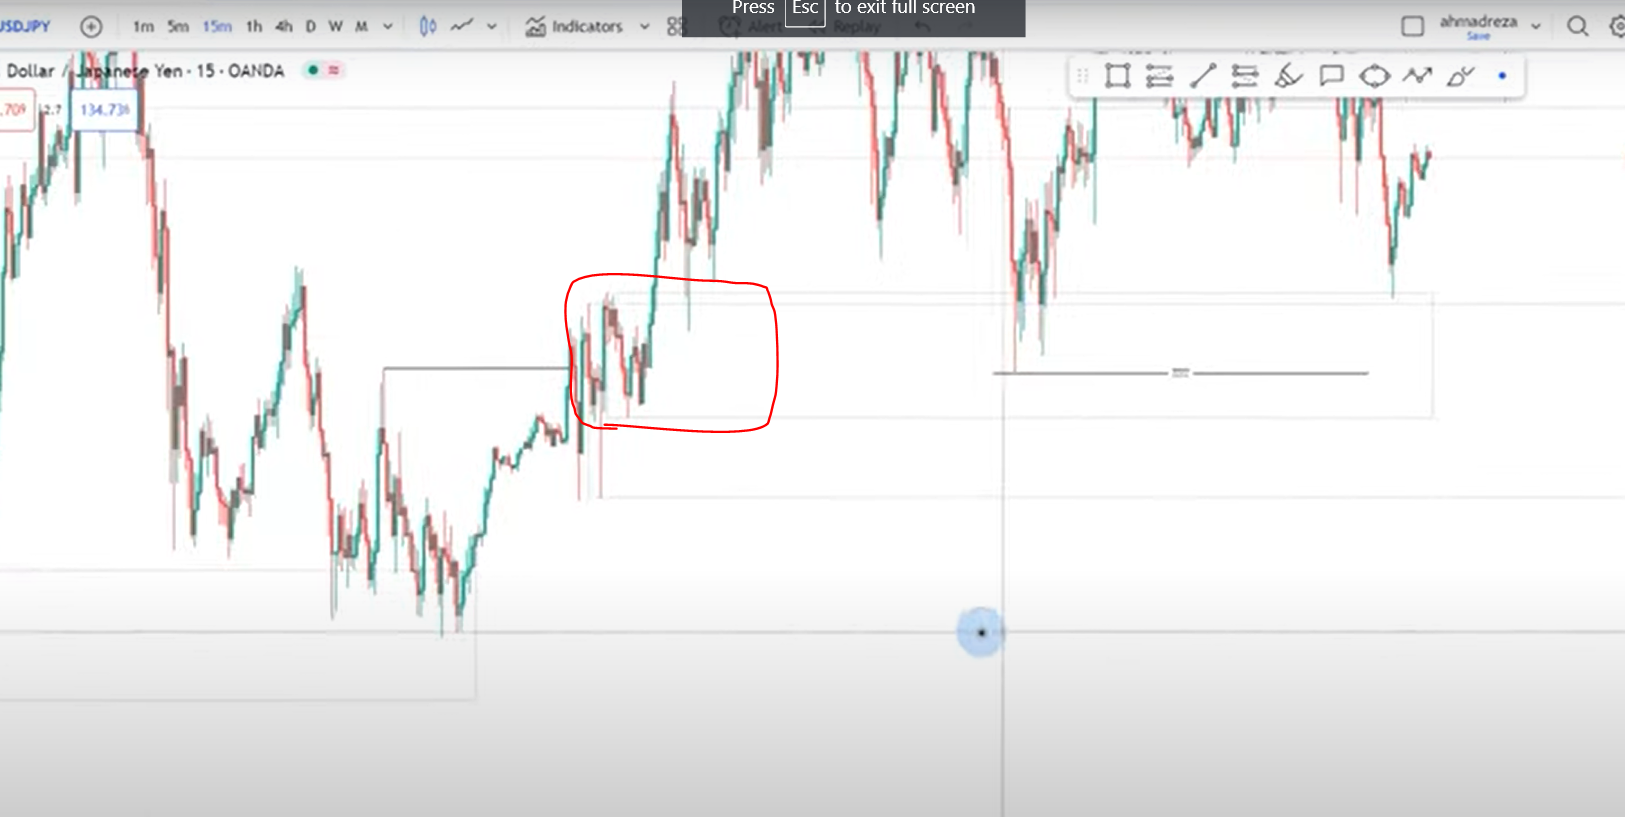 Press Esc to exit full screen
USDJPY 1m 5m 15m 1h 4h D W M Indicators Alert Replay ahmadreza
Save
Dollar / Japanese Yen · 15 · OANDA
.709 2.7 134.736